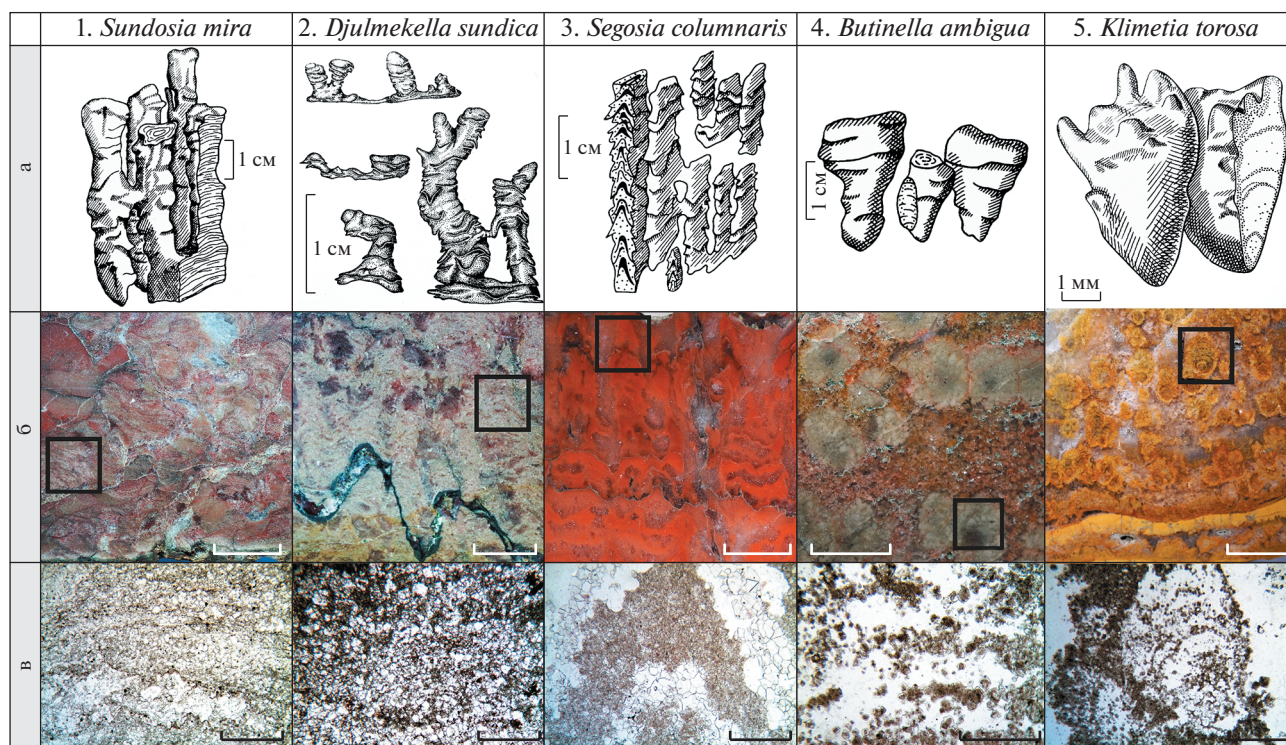 1. Sundosia mira
2. Djulmekella sundica
3. Segosia columnaris
4. Butinella ambigua
5. Klimetia torosa
а
1 см
1 см
1 см
1 см
1 мм
б
в